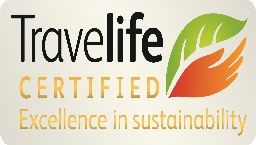 Travelife
CERTIFIED
Excellence in sustainability